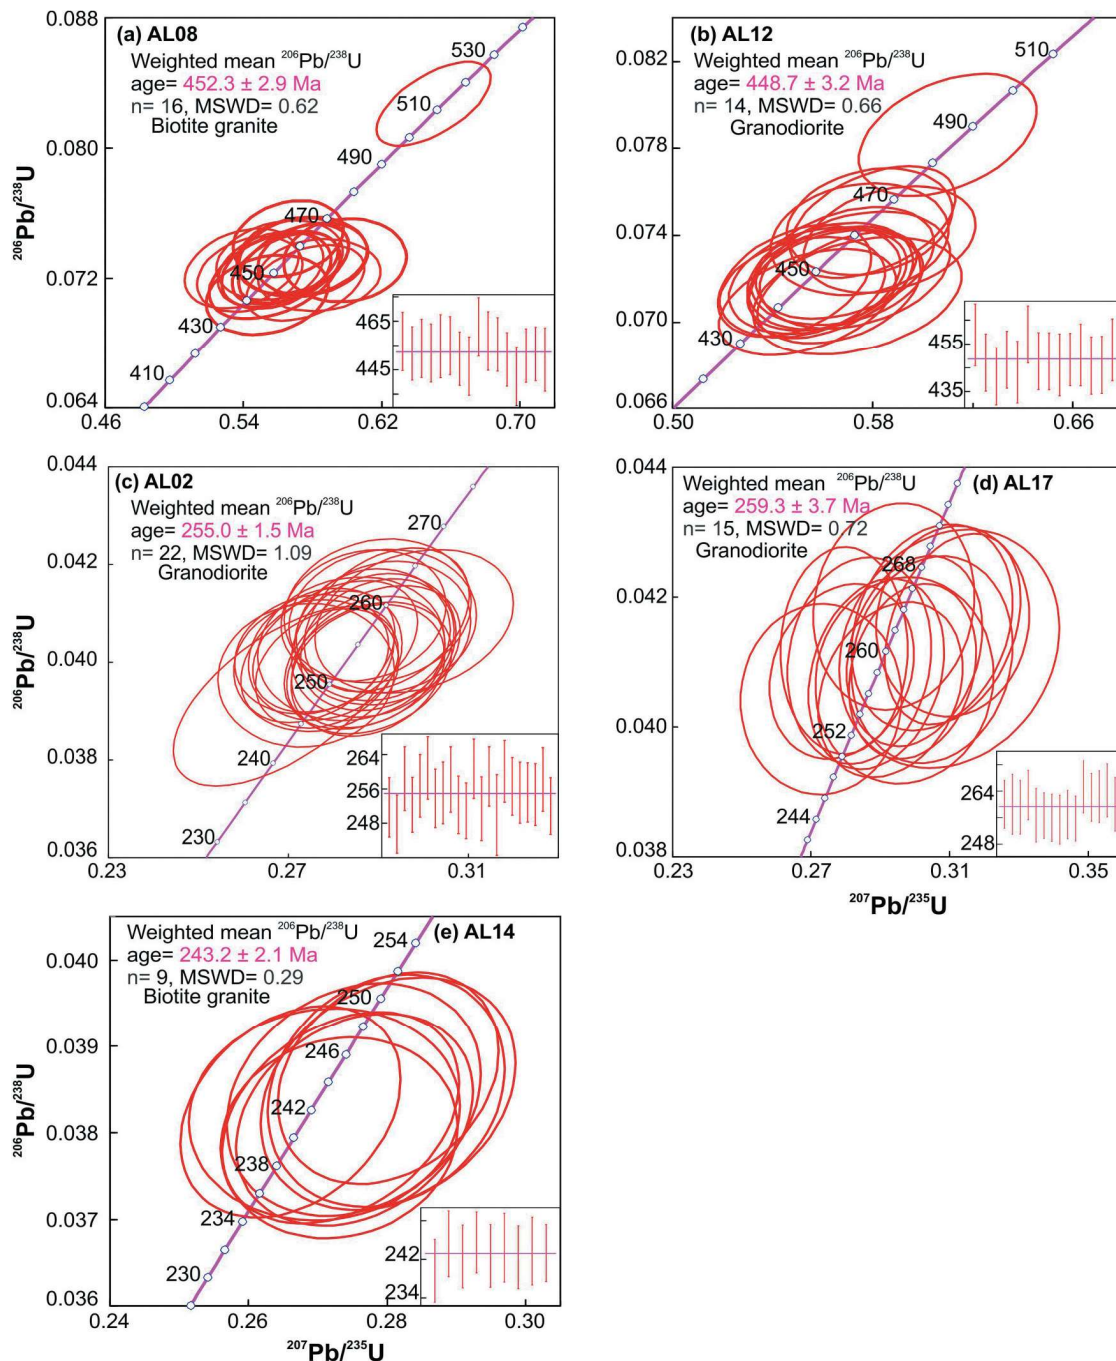 (a) AL08
Weighted mean ²⁰⁶Pb/²³⁸U
age= 452.3 ± 2.9 Ma
n= 16, MSWD= 0.62
Biotite granite
0.088
0.080
0.072
0.064
²⁰⁶Pb/²³⁸U
530
510
490
470
450
430
410
465
445
0.46
0.54
0.62
0.70
(b) AL12
Weighted mean ²⁰⁶Pb/²³⁸U
age= 448.7 ± 3.2 Ma
n= 14, MSWD= 0.66
Granodiorite
0.082
0.078
0.074
0.070
0.066
510
490
470
450
430
455
435
0.50
0.58
0.66
(c) AL02
Weighted mean ²⁰⁶Pb/²³⁸U
age= 255.0 ± 1.5 Ma
n= 22, MSWD= 1.09
Granodiorite
0.044
0.042
0.040
0.038
0.036
²⁰⁶Pb/²³⁸U
270
260
250
240
230
264
256
248
0.23
0.27
0.31
(d) AL17
Weighted mean ²⁰⁶Pb/²³⁸U
age= 259.3 ± 3.7 Ma
n= 15, MSWD= 0.72
Granodiorite
0.044
0.042
0.040
0.038
268
260
252
244
264
248
0.23
0.27
0.31
0.35
²⁰⁷Pb/²³⁵U
(e) AL14
Weighted mean ²⁰⁶Pb/²³⁸U
age= 243.2 ± 2.1 Ma
n= 9, MSWD= 0.29
Biotite granite
0.040
0.039
0.038
0.037
0.036
²⁰⁶Pb/²³⁸U
254
250
246
242
238
234
230
242
234
0.24
0.26
0.28
0.30
²⁰⁷Pb/²³⁵U